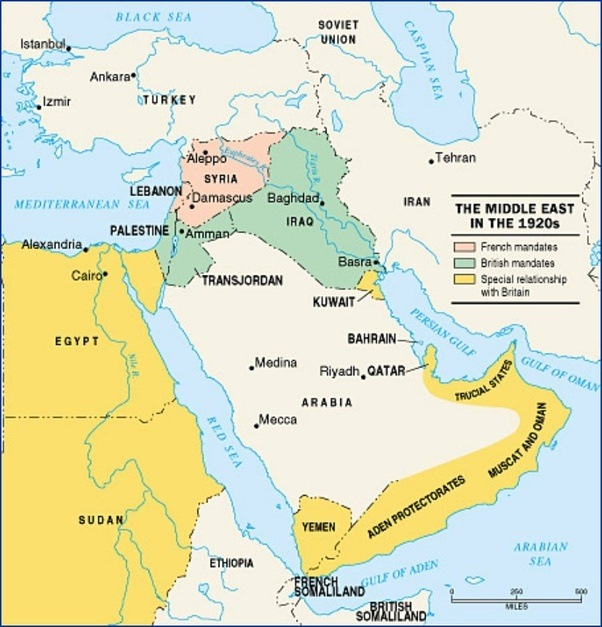 BLACK SEA
SOVIET
UNION
CASPIAN SEA
Istanbul
Ankara
Izmir
TURKEY
Aleppo
Euphrates R.
Tigris R.
SYRIA
Tehran
LEBANON
Damascus
Baghdad
IRAN
MEDITERRANEAN SEA
IRAQ
PALESTINE
Amman
Alexandria
Basra
Cairo
TRANSJORDAN
KUWAIT
THE MIDDLE EAST
IN THE 1920s
French mandates
British mandates
Special relationship
with Britain
EGYPT
Nile R.
BAHRAIN
PERSIAN GULF
GULF OF OMAN
Medina
Riyadh
QATAR
TRUCIAL STATES
ARABIA
RED SEA
Mecca
MUSCAT AND OMAN
ADEN PROTECTORATES
SUDAN
YEMEN
ETHIOPIA
ARABIAN
SEA
GULF OF ADEN
FRENCH
SOMALILAND
BRITISH
SOMALILAND
0 250 500
MILES